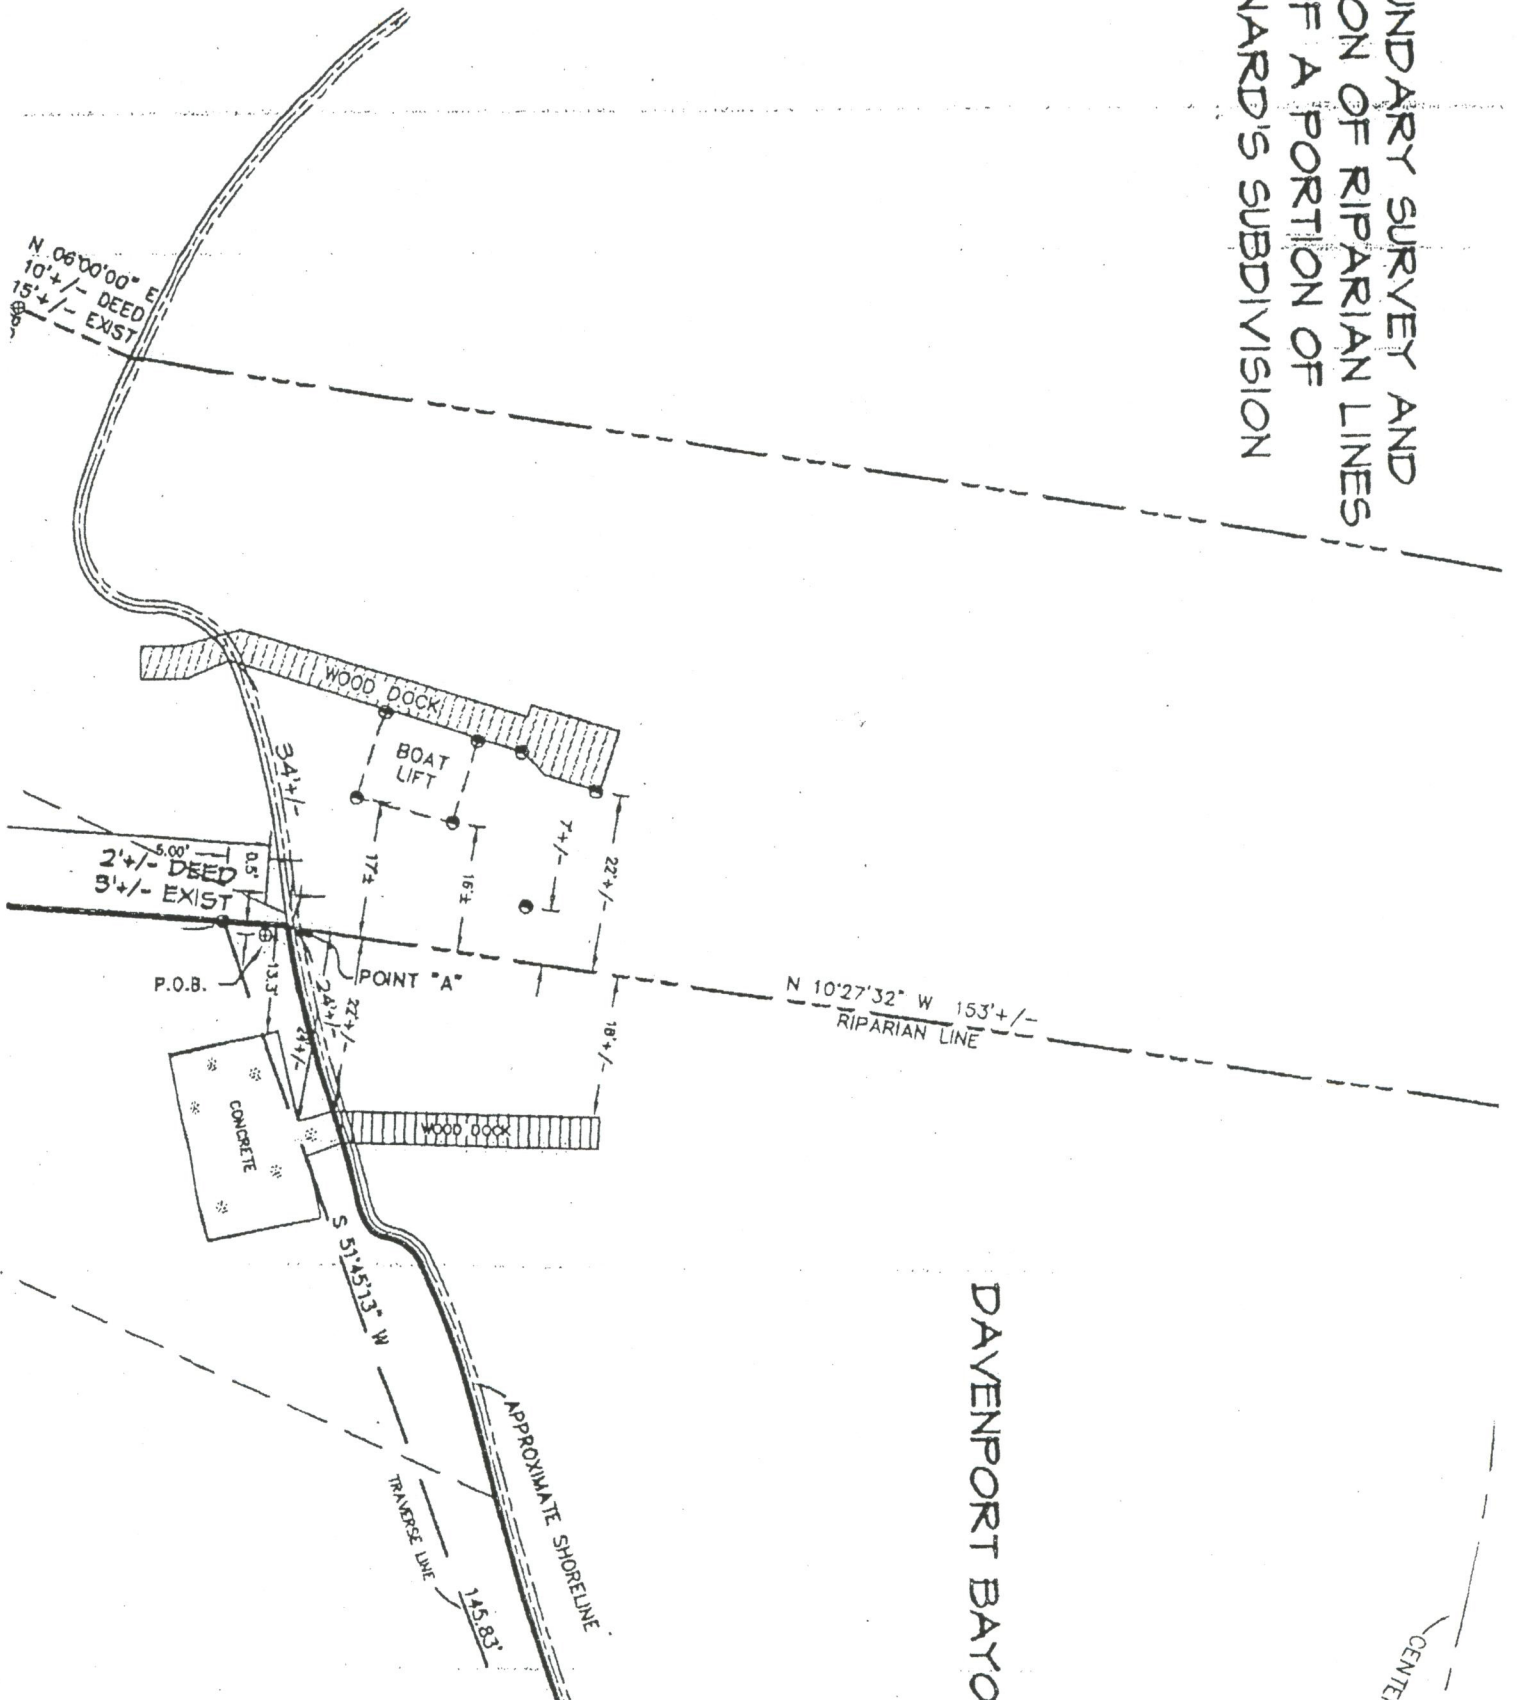 UNDARY SURVEY AND
ON OF RIPARIAN LINES
F A PORTION OF
NARD'S SUBDIVISION
N 06°00'00" E
10'+/- DEED
15'+/- EXIST
WOOD DOCK
BOAT
LIFT
34'+/-
17'±
16'±
7'+/-
22'+/-
5.00'
0.5'
2'+/- DEED
3'+/- EXIST
P.O.B.
POINT "A"
13.3'
24'+/-
22'+/-
24'+/-
18'+/-
N 10°27'32" W 153'+/-
RIPARIAN LINE
CONCRETE
WOOD DOCK
S 51°45'13" W
145.83'
TRAVERSE LINE
APPROXIMATE SHORELINE
DAVENPORT BAYO
CENTE